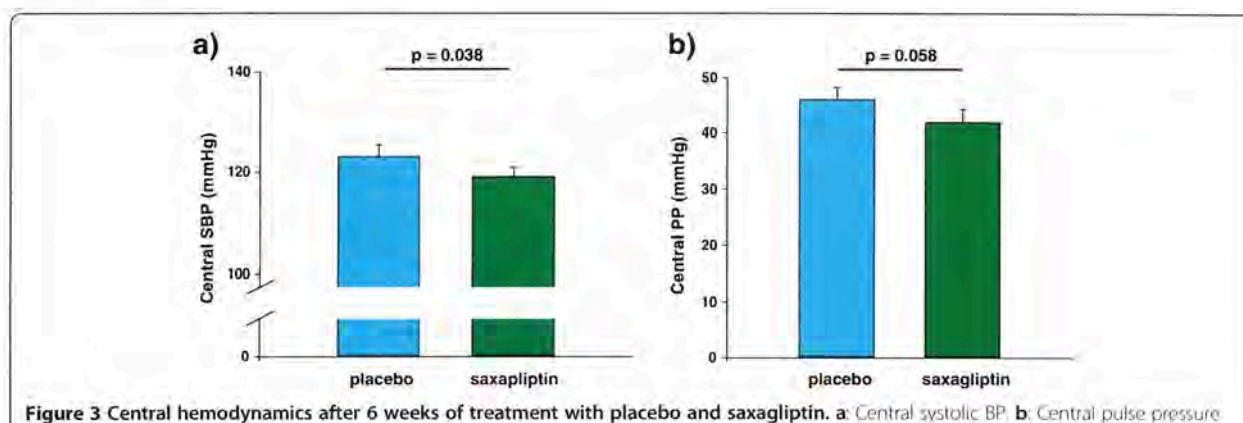 a)
p = 0.038
140
120
100
0
Central SBP (mmHg)
placebo
saxapliptin
b)
p = 0.058
50
40
30
20
10
0
Central PP (mmHg)
placebo
saxagliptin
Figure 3 Central hemodynamics after 6 weeks of treatment with placebo and saxagliptin. a: Central systolic BP. b: Central pulse pressure